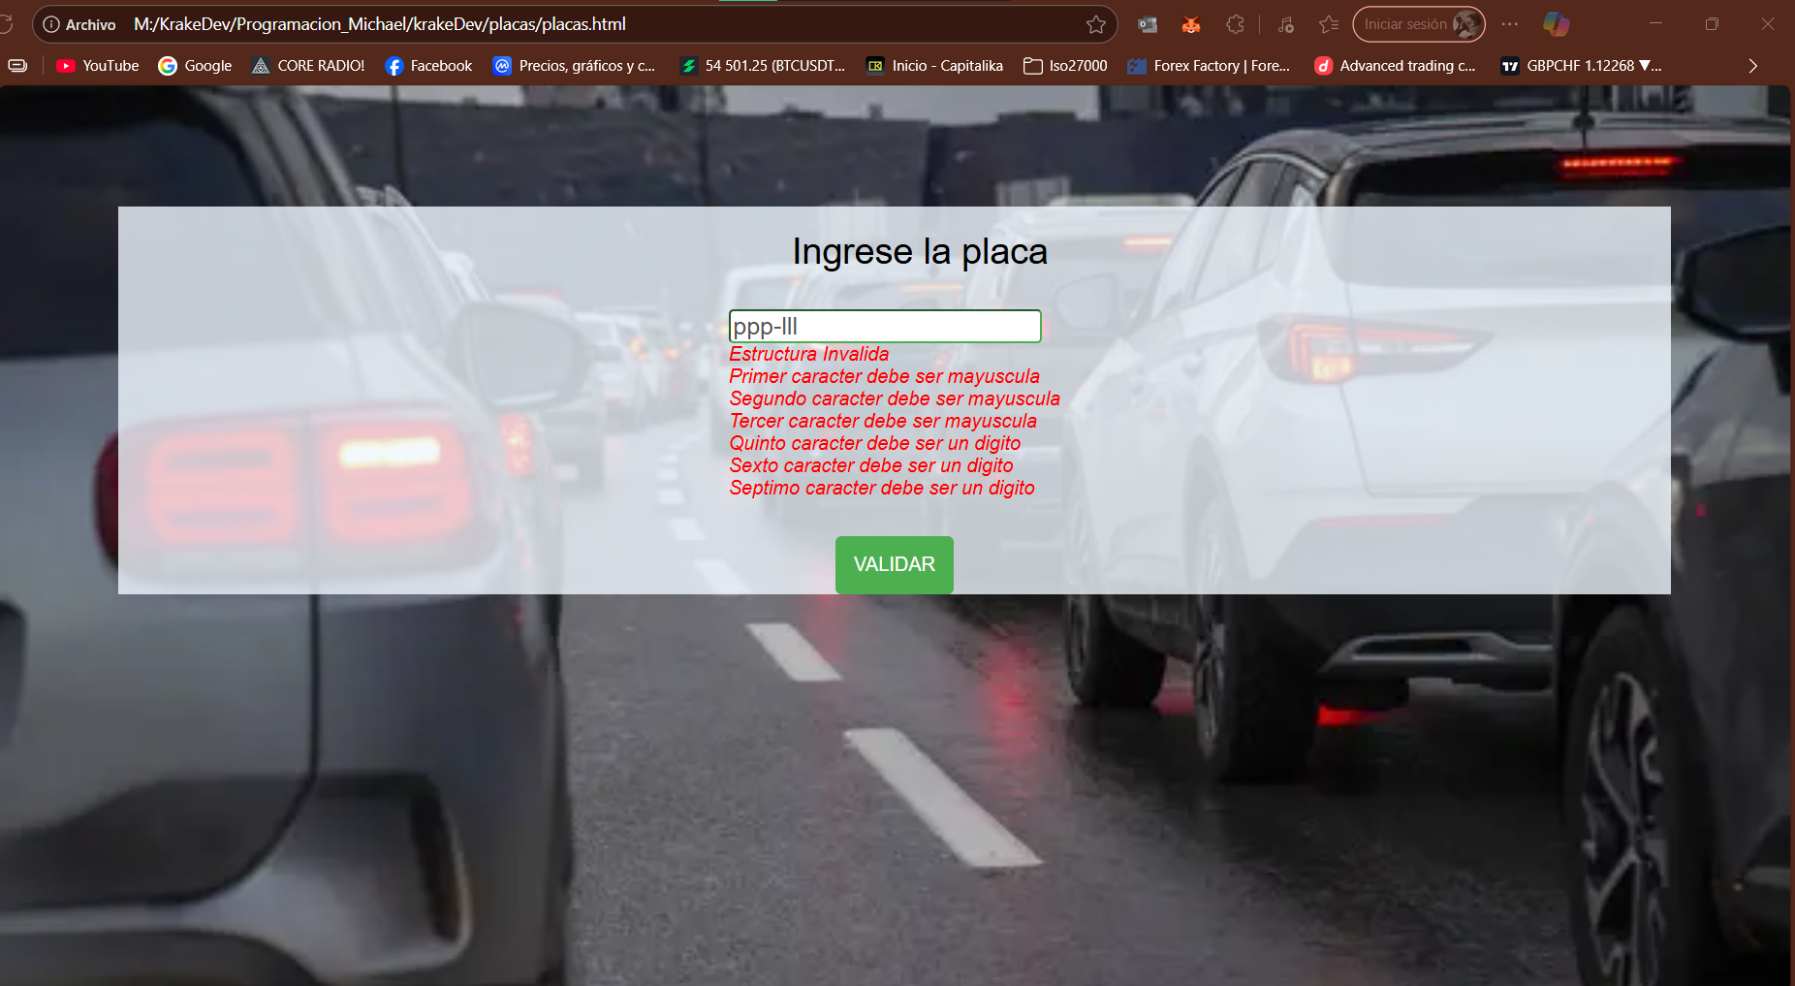 Archivo M:/KrakeDev/Programacion_Michael/krakeDev/placas/placas.html Iniciar sesión
YouTube Google CORE RADIO! Facebook Precios, gráficos y c... 54 501.25 (BTCUSDT... Inicio - Capitalika Iso27000 Forex Factory | Fore... Advanced trading c... GBPCHF 1.12268 ▼...
Ingrese la placa
ppp-lll
Estructura Invalida
Primer caracter debe ser mayuscula
Segundo caracter debe ser mayuscula
Tercer caracter debe ser mayuscula
Quinto caracter debe ser un digito
Sexto caracter debe ser un digito
Septimo caracter debe ser un digito
VALIDAR